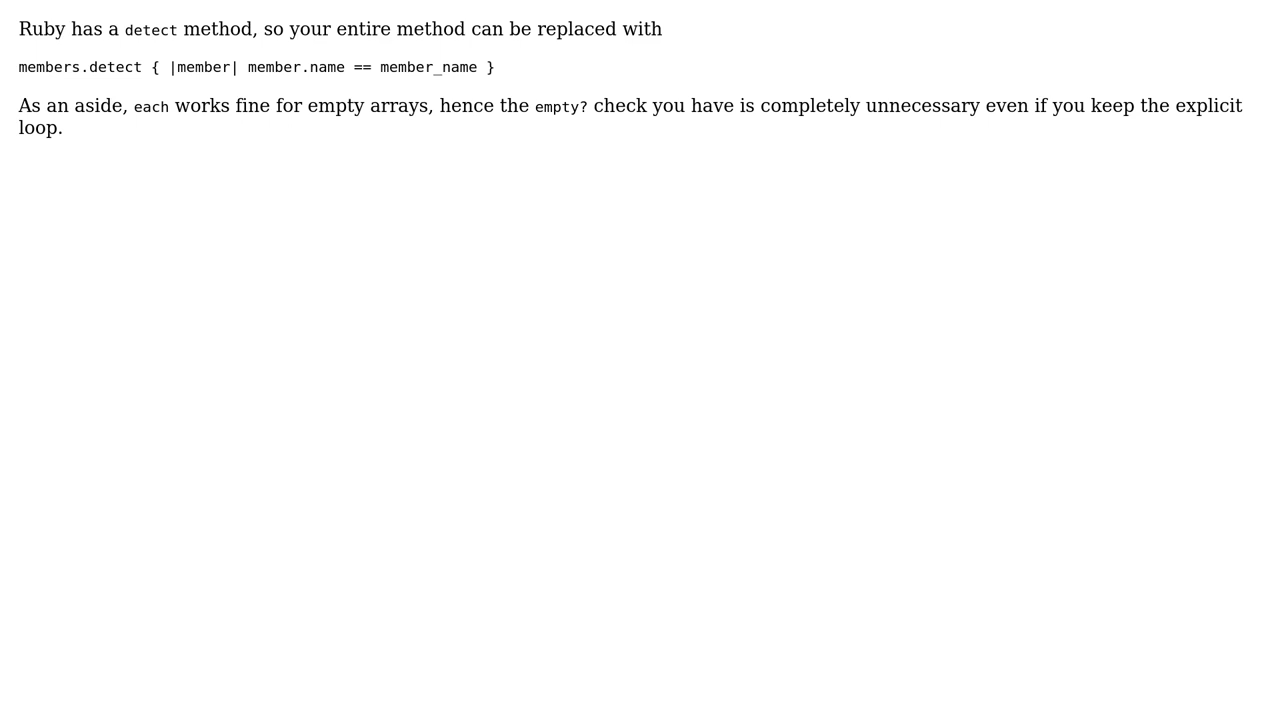 Ruby has a detect method, so your entire method can be replaced with
members.detect { |member| member.name == member_name }
As an aside, each works fine for empty arrays, hence the empty? check you have is completely unnecessary even if you keep the explicit
loop.